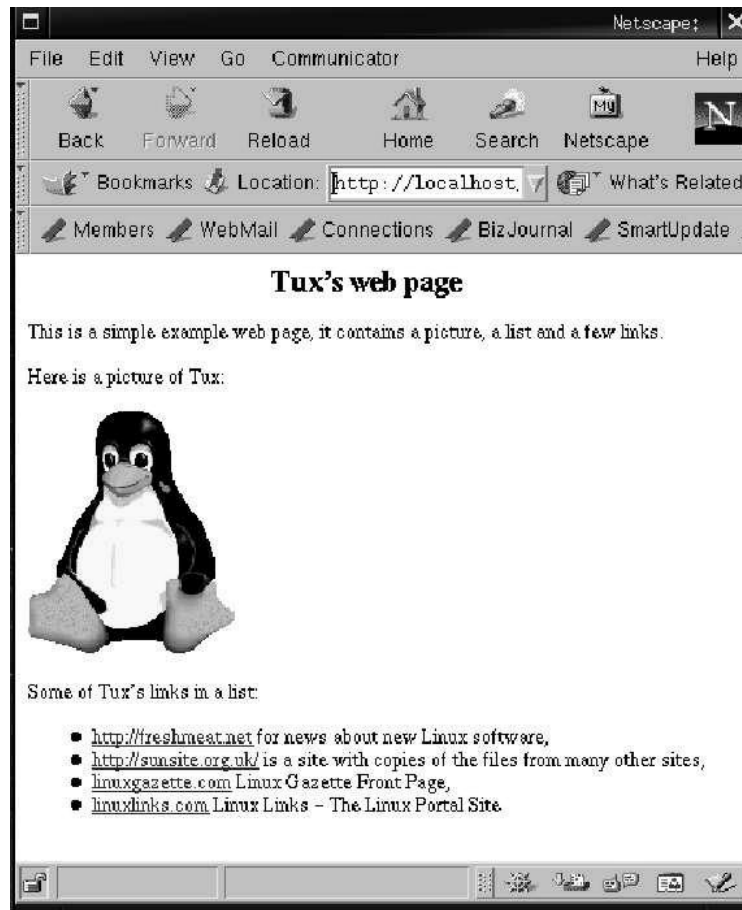 Netscape:
File Edit View Go Communicator Help
Back Forward Reload Home Search Netscape
My
N
Bookmarks Location: http://localhost, What's Related
Members WebMail Connections BizJournal SmartUpdate
Tux's web page
This is a simple example web page, it contains a picture, a list and a few links.
Here is a picture of Tux:
Some of Tux's links in a list:
http://freshmeat.net for news about new Linux software,
http://sunsite.org.uk/ is a site with copies of the files from many other sites,
linuxgazette.com Linux Gazette Front Page,
linuxlinks.com Linux Links – The Linux Portal Site